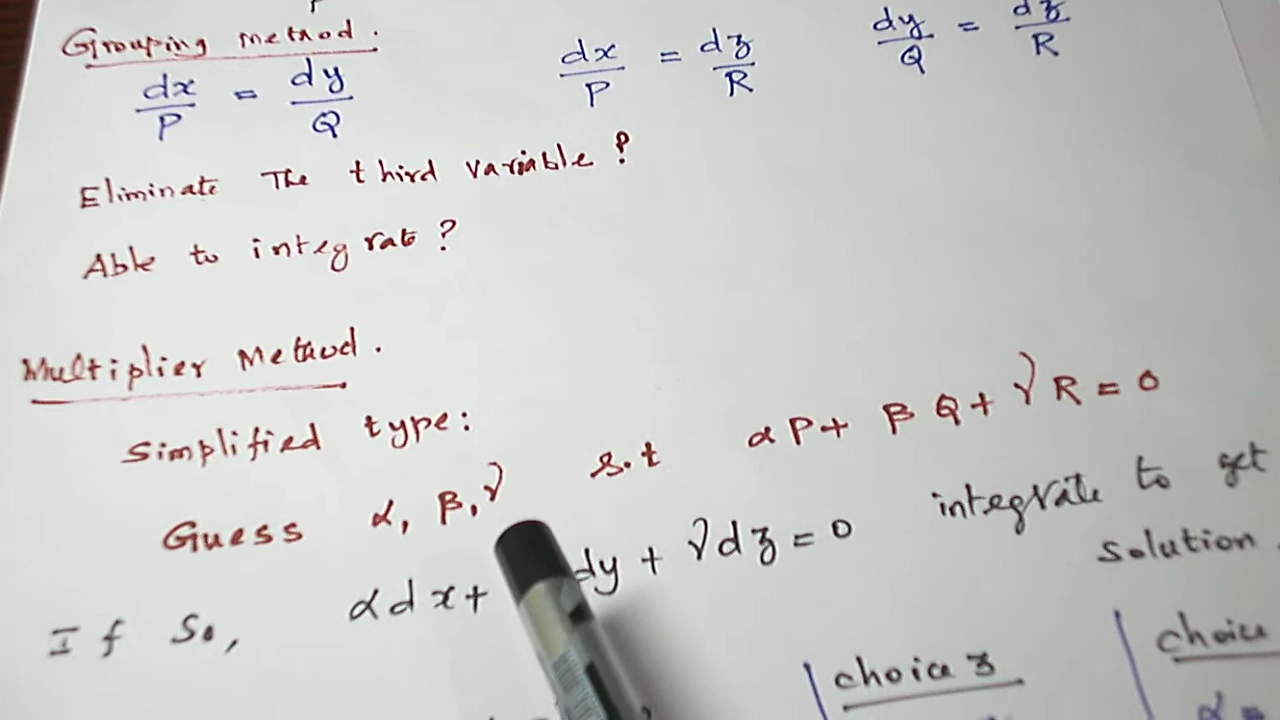 Grouping method.
dx/P = dy/Q    dx/P = dz/R    dy/Q = dz/R
Eliminate The third variable?
Able to integrate?
Multiplier Method.
Simplified type:
Guess α, β, γ s.t αP + βQ + γR = 0
If So, αdx + dy + γdz = 0 integrate to get
solution.
choice 3
choice
α =